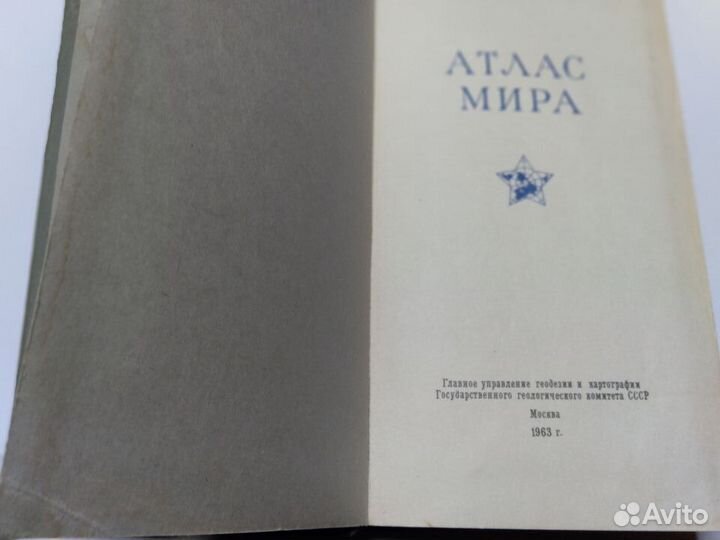 АТЛАС
МИРА
Главное управление геодезии и картографии
Государственного геологического комитета СССР
Москва
1963 г.
Avito